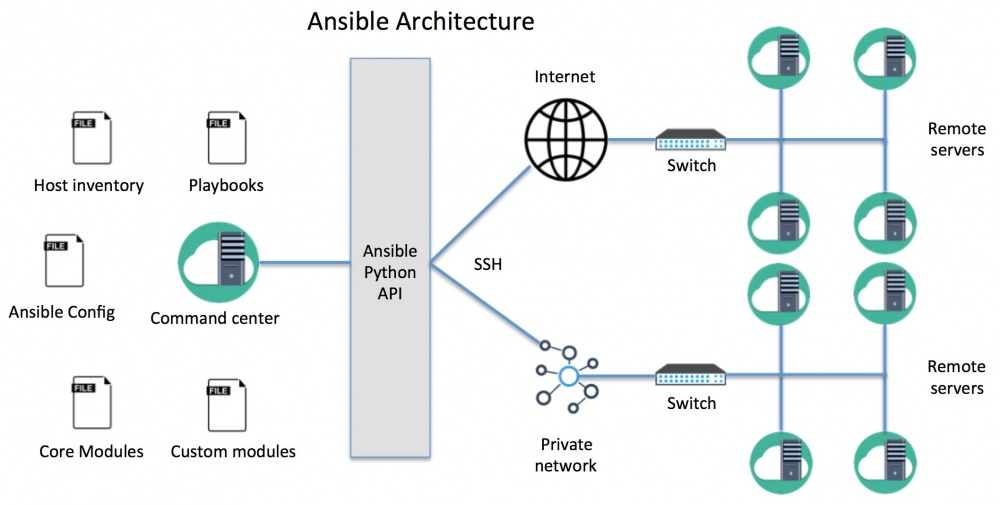 Ansible Architecture
FILE
Host inventory
FILE
Playbooks
FILE
Ansible Config
Command center
FILE
Core Modules
FILE
Custom modules
Ansible
Python
API
SSH
Internet
Switch
Remote
servers
Private
network
Switch
Remote
servers